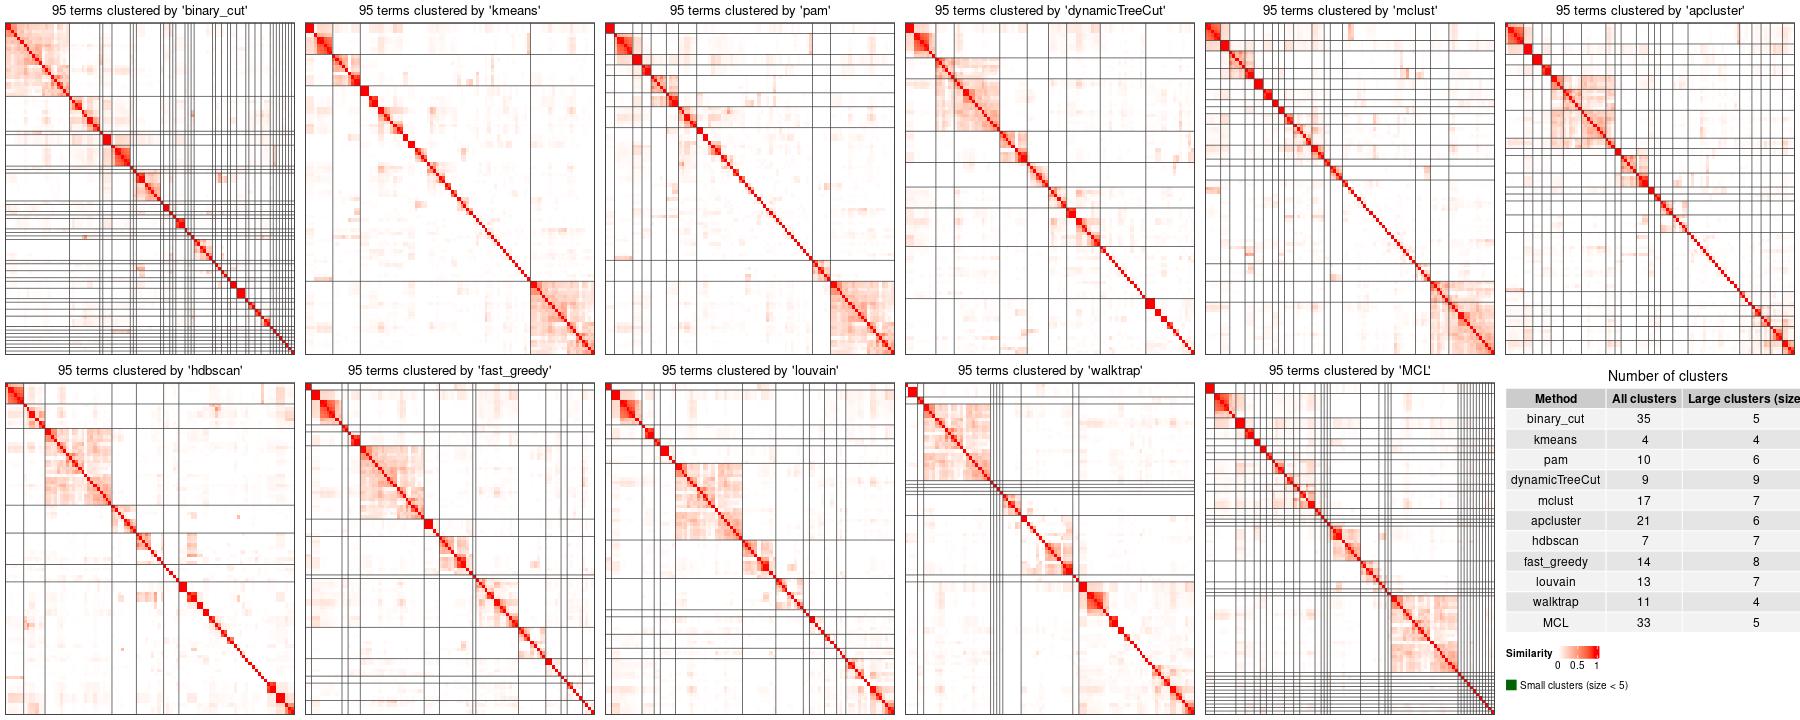 95 terms clustered by 'binary_cut'
95 terms clustered by 'kmeans'
95 terms clustered by 'pam'
95 terms clustered by 'dynamicTreeCut'
95 terms clustered by 'mclust'
95 terms clustered by 'apcluster'
95 terms clustered by 'hdbscan'
95 terms clustered by 'fast_greedy'
95 terms clustered by 'louvain'
95 terms clustered by 'walktrap'
95 terms clustered by 'MCL'
Number of clusters
Method All clusters Large clusters (size
binary_cut 35 5
kmeans 4 4
pam 10 6
dynamicTreeCut 9 9
mclust 17 7
apcluster 21 6
hdbscan 7 7
fast_greedy 14 8
louvain 13 7
walktrap 11 4
MCL 33 5
Similarity
0 0.5 1
Small clusters (size < 5)